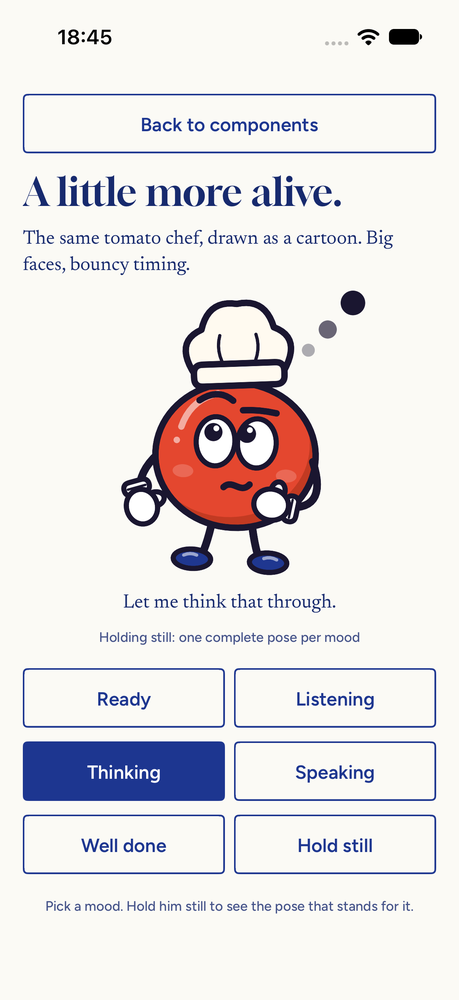 18:45
Back to components
A little more alive.
The same tomato chef, drawn as a cartoon. Big
faces, bouncy timing.
Let me think that through.
Holding still: one complete pose per mood
Ready
Listening
Thinking
Speaking
Well done
Hold still
Pick a mood. Hold him still to see the pose that stands for it.